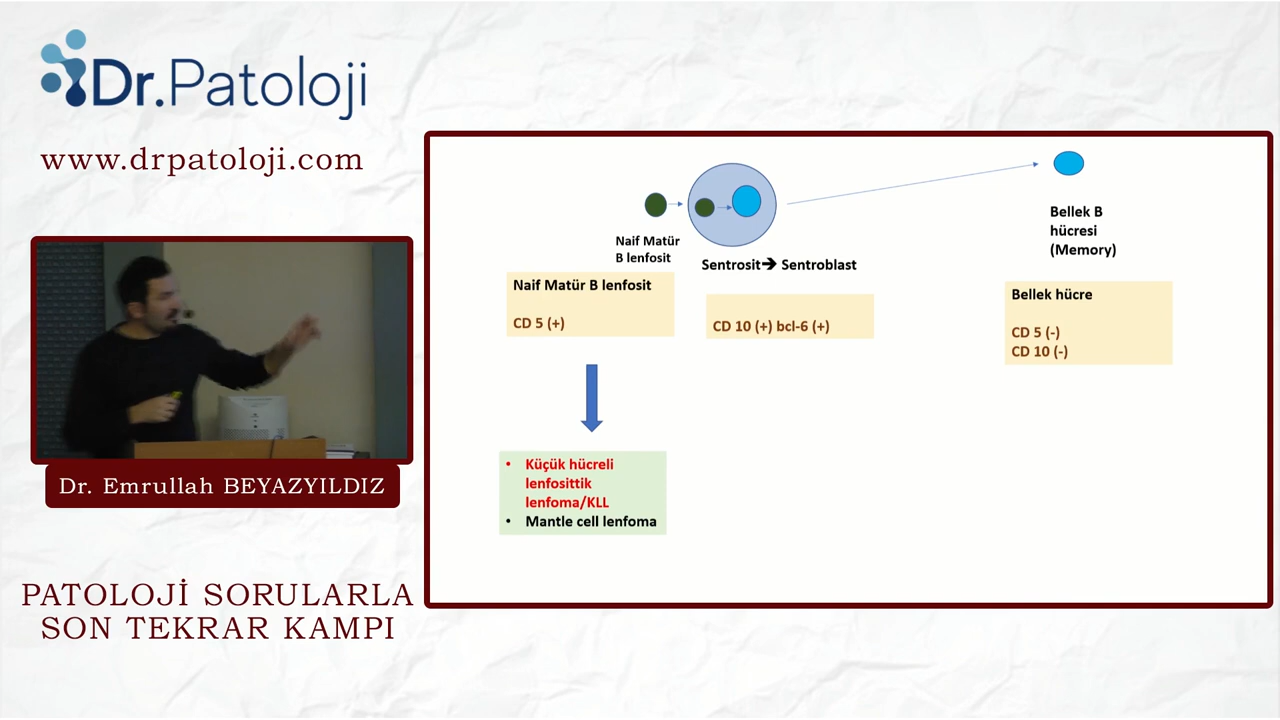 Dr.Patoloji
www.drpatoloji.com
Dr. Emrullah BEYAZYILDIZ
PATOLOJİ SORULARLA
SON TEKRAR KAMPI
Naif Matür
B lenfosit
Sentrosit➔ Sentroblast
Bellek B
hücresi
(Memory)
Naif Matür B lenfosit
CD 5 (+)
CD 10 (+) bcl-6 (+)
Bellek hücre
CD 5 (-)
CD 10 (-)
• Küçük hücreli
lenfosittik
lenfoma/KLL
• Mantle cell lenfoma